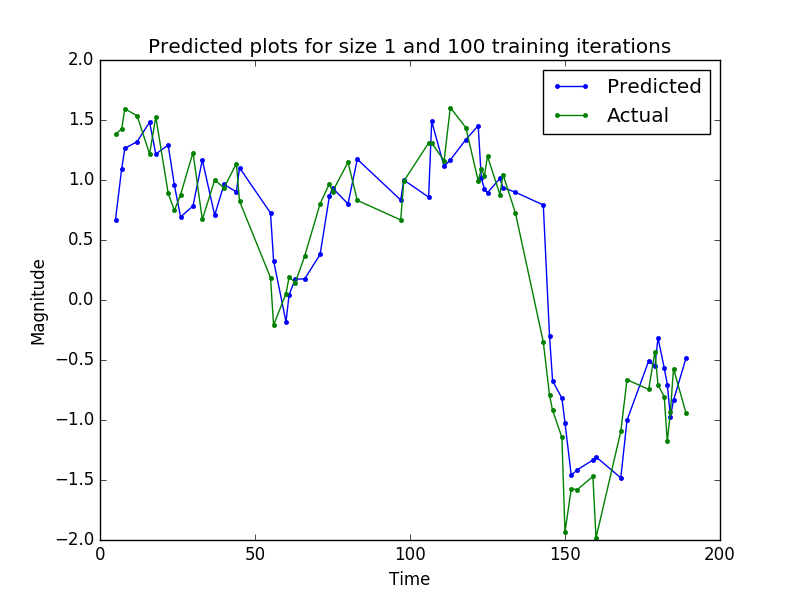 Predicted plots for size 1 and 100 training iterations
Predicted
Actual
Magnitude
2.0
1.5
1.0
0.5
0.0
−0.5
−1.0
−1.5
−2.0
0 50 100 150 200
Time